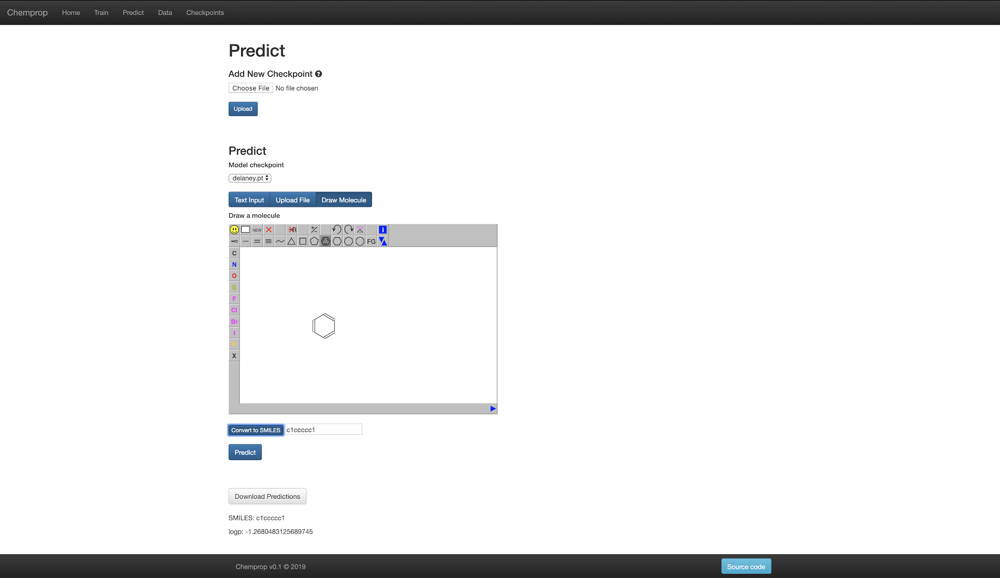 Chemprop Home Train Predict Data Checkpoints
Predict
Add New Checkpoint ?
Choose File No file chosen
Upload
Predict
Model checkpoint
delaney.pt
Text Input Upload File Draw Molecule
Draw a molecule
NEW R i
FG
C
N
O
S
F
Cl
Br
I
P
X
Convert to SMILES c1ccccc1
Predict
Download Predictions
SMILES: c1ccccc1
logp: -1.2680483125689745
Chemprop v0.1 © 2019 Source code